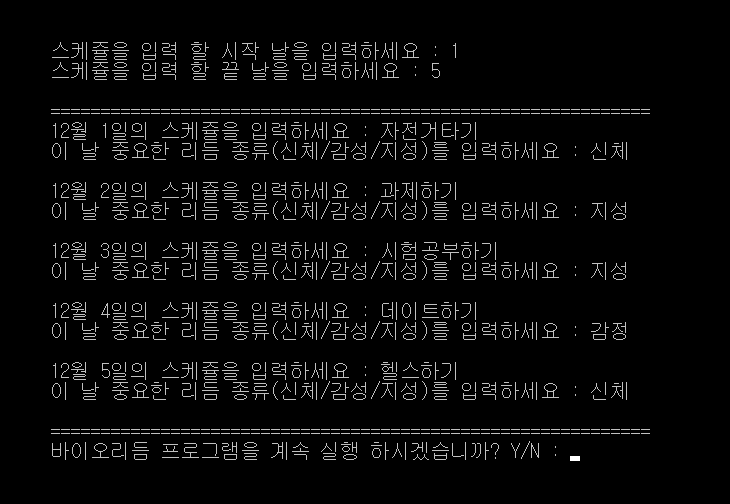 스케쥴을 입력 할 시작 날을 입력하세요 : 1
스케쥴을 입력 할 끝 날을 입력하세요 : 5
============================================================
12월 1일의 스케쥴을 입력하세요 : 자전거타기
이 날 중요한 리듬 종류(신체/감성/지성)를 입력하세요 : 신체
12월 2일의 스케쥴을 입력하세요 : 과제하기
이 날 중요한 리듬 종류(신체/감성/지성)를 입력하세요 : 지성
12월 3일의 스케쥴을 입력하세요 : 시험공부하기
이 날 중요한 리듬 종류(신체/감성/지성)를 입력하세요 : 지성
12월 4일의 스케쥴을 입력하세요 : 데이트하기
이 날 중요한 리듬 종류(신체/감성/지성)를 입력하세요 : 감정
12월 5일의 스케쥴을 입력하세요 : 헬스하기
이 날 중요한 리듬 종류(신체/감성/지성)를 입력하세요 : 신체
============================================================
바이오리듬 프로그램을 계속 실행 하시겠습니까? Y/N :